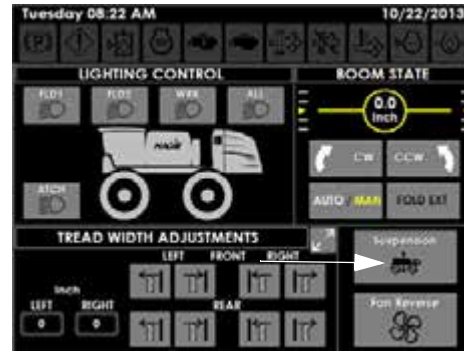 Tuesday 08:22 AM 10/22/2013
LIGHTING CONTROL
FLD1 FLD2 WRK ALL
HAGIE
ATCH
BOOM STATE
0.0
Inch
CW CCW
AUTO / MAN FOLD EXT
TREAD WIDTH ADJUSTMENTS
LEFT FRONT RIGHT
Inch
LEFT RIGHT
0 0
REAR
Suspension
Fan Reverse